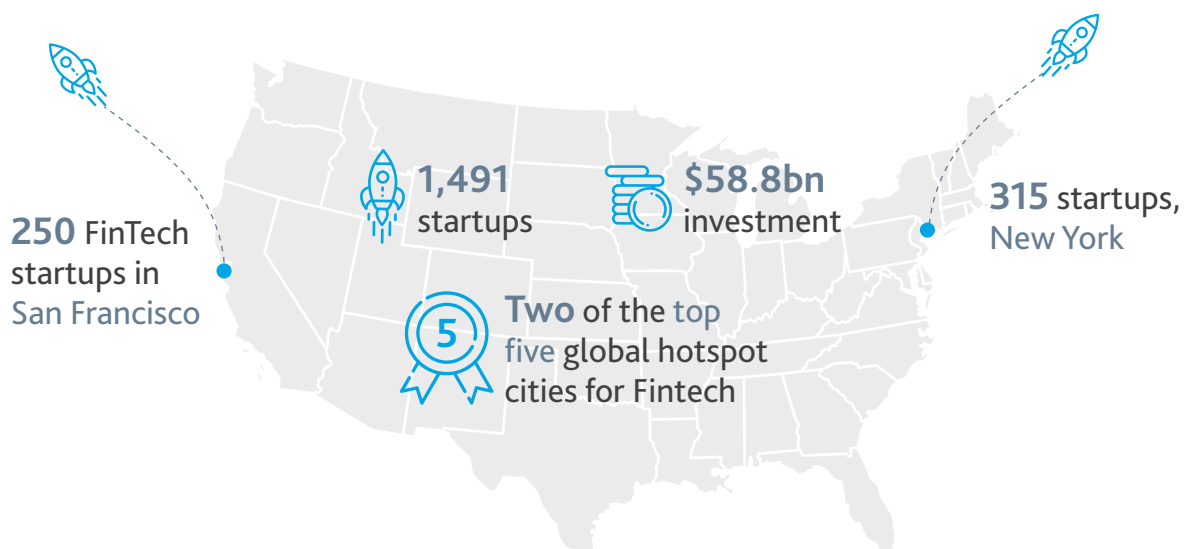 1,491
startups
$58.8bn
investment
315 startups,
New York
250 FinTech
startups in
San Francisco
5
Two of the top
five global hotspot
cities for Fintech